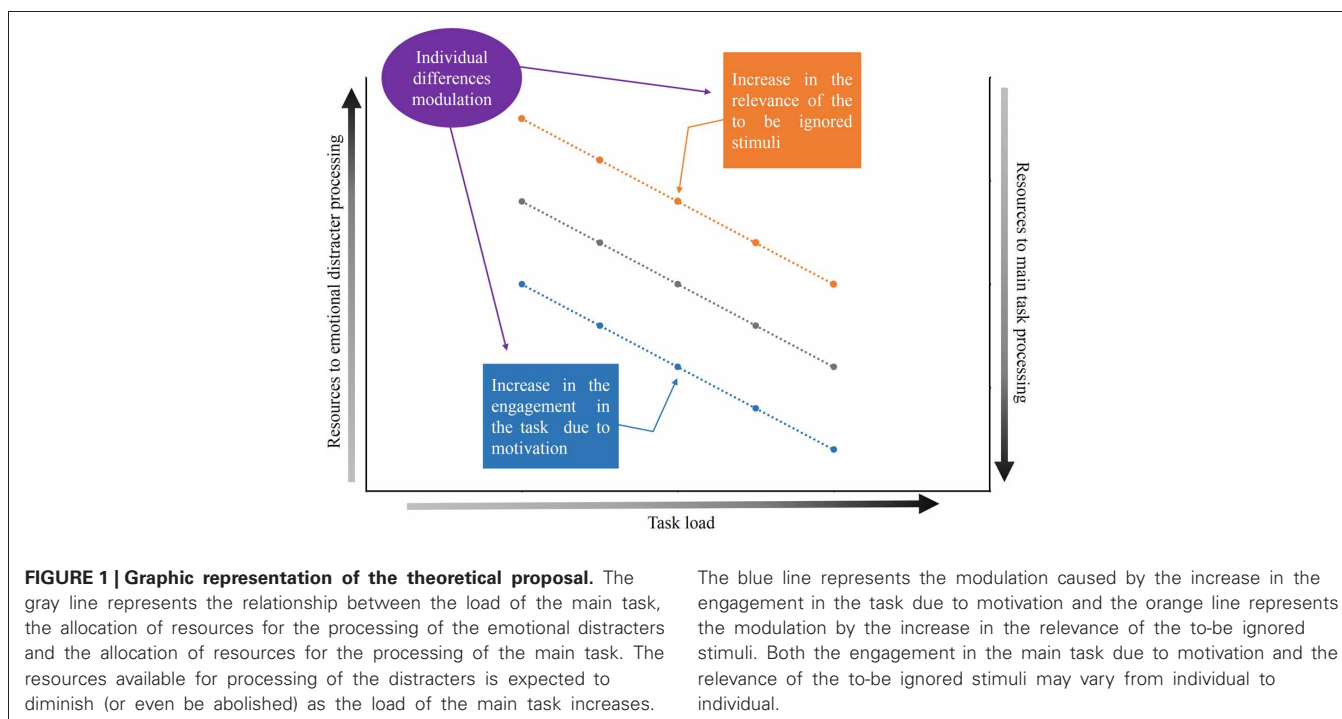 Individual
differences
modulation
Increase in the
relevance of the
to be ignored
stimuli
Resources to emotional distracter processing
Resources to main task processing
Increase in the
engagement in
the task due to
motivation
Task load
FIGURE 1 | Graphic representation of the theoretical proposal. The
gray line represents the relationship between the load of the main task,
the allocation of resources for the processing of the emotional distracters
and the allocation of resources for the processing of the main task. The
resources available for processing of the distracters is expected to
diminish (or even be abolished) as the load of the main task increases.
The blue line represents the modulation caused by the increase in the
engagement in the task due to motivation and the orange line represents
the modulation by the increase in the relevance of the to-be ignored
stimuli. Both the engagement in the main task due to motivation and the
relevance of the to-be ignored stimuli may vary from individual to
individual.